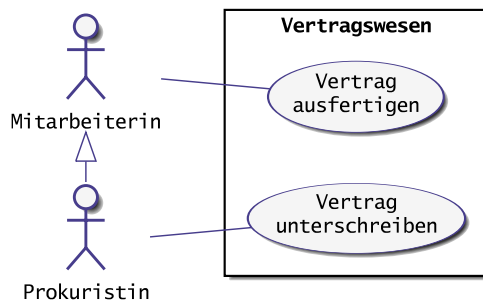 Vertragswesen
Vertrag
ausfertigen
Mitarbeiterin
Vertrag
unterschreiben
Prokuristin